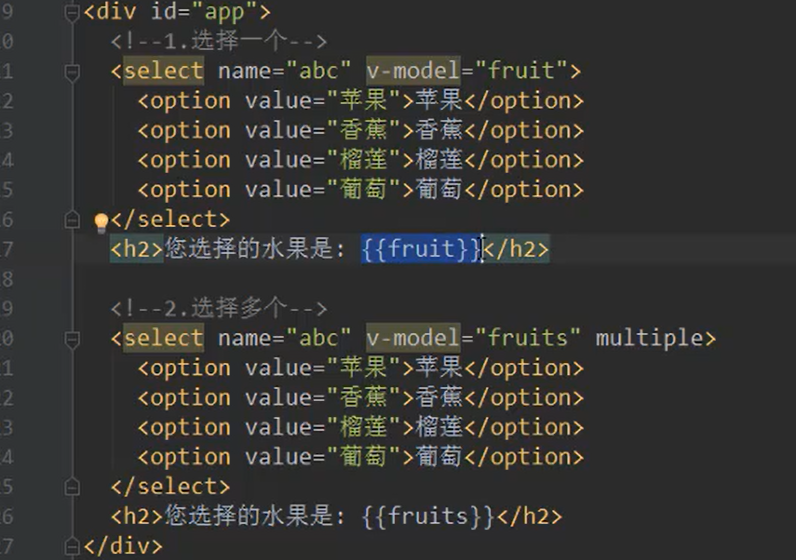 9 <div id="app">
0 <!--1.选择一个-->
1 <select name="abc" v-model="fruit">
2 <option value="苹果">苹果</option>
3 <option value="香蕉">香蕉</option>
4 <option value="榴莲">榴莲</option>
5 <option value="葡萄">葡萄</option>
6 </select>
7 <h2>您选择的水果是: {{fruit}}</h2>
8
9 <!--2.选择多个-->
0 <select name="abc" v-model="fruits" multiple>
1 <option value="苹果">苹果</option>
2 <option value="香蕉">香蕉</option>
3 <option value="榴莲">榴莲</option>
4 <option value="葡萄">葡萄</option>
5 </select>
6 <h2>您选择的水果是: {{fruits}}</h2>
7 </div>